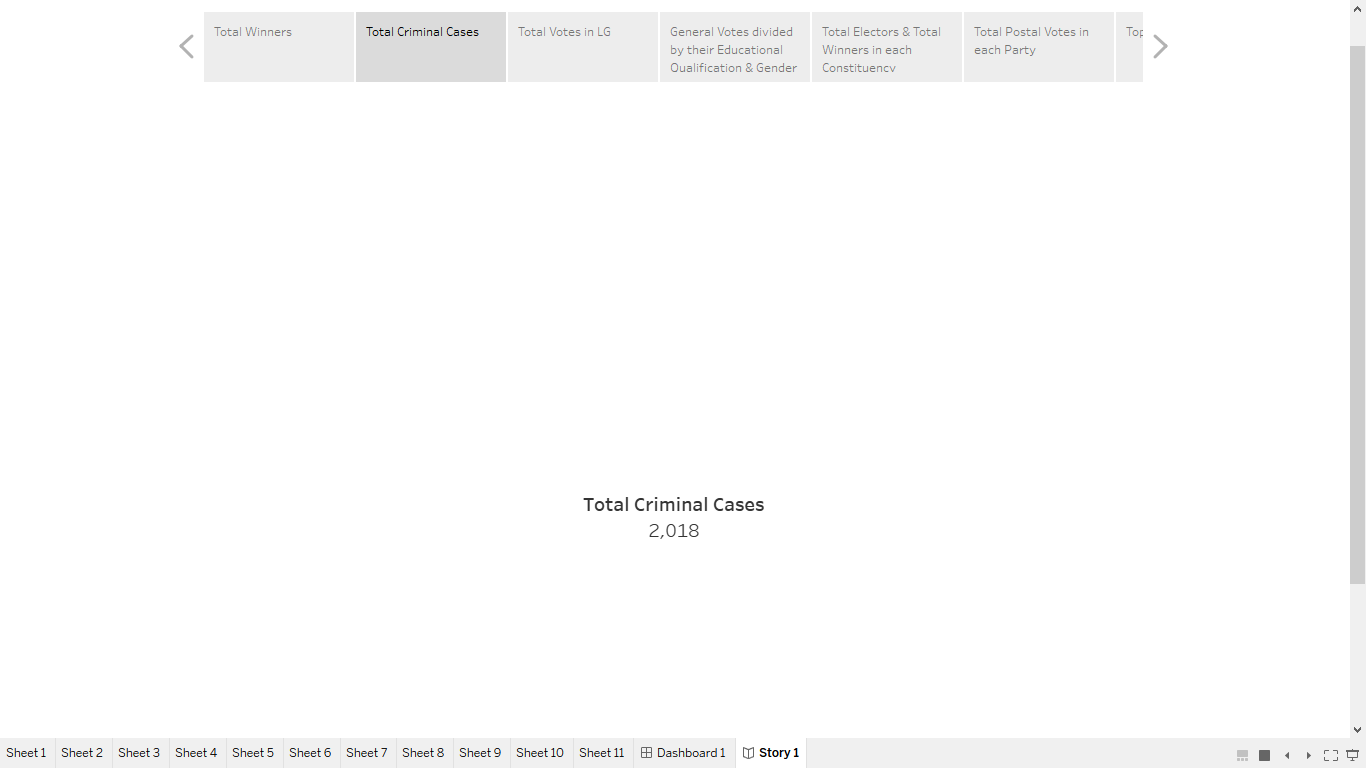 Total Winners
Total Criminal Cases
Total Votes in LG
General Votes divided
by their Educational
Qualification & Gender
Total Electors & Total
Winners in each
Constituency
Total Postal Votes in
each Party
Total Criminal Cases
2,018
Sheet 1 Sheet 2 Sheet 3 Sheet 4 Sheet 5 Sheet 6 Sheet 7 Sheet 8 Sheet 9 Sheet 10 Sheet 11 Dashboard 1 Story 1